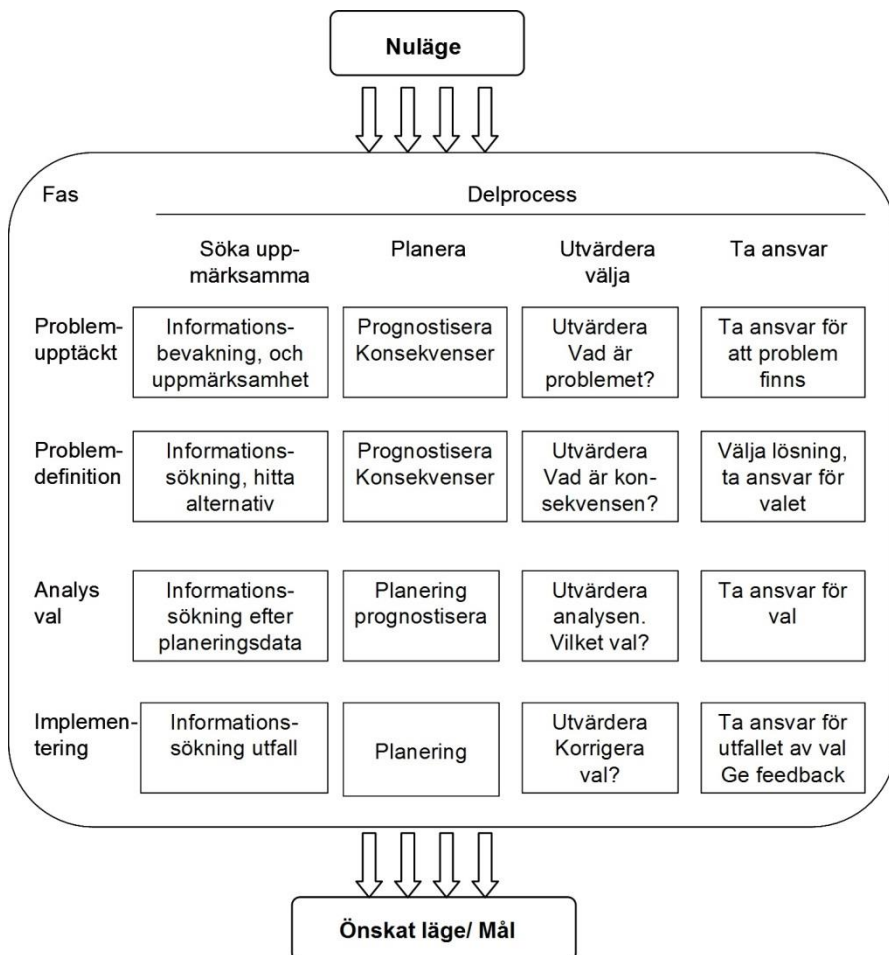 Nuläge
Fas
Delprocess
Söka upp-
märksamma
Planera
Utvärdera
välja
Ta ansvar
Problem-
upptäckt
Informations-
bevakning, och
uppmärksamhet
Prognostisera
Konsekvenser
Utvärdera
Vad är
problemet?
Ta ansvar för
att problem
finns
Problem-
definition
Informations-
sökning, hitta
alternativ
Prognostisera
Konsekvenser
Utvärdera
Vad är kon-
sekvensen?
Välja lösning,
ta ansvar för
valet
Analys
val
Informations-
sökning efter
planeringsdata
Planering
prognostisera
Utvärdera
analysen.
Vilket val?
Ta ansvar för
val
Implemen-
tering
Informations-
sökning utfall
Planering
Utvärdera
Korrigera
val?
Ta ansvar för
utfallet av val
Ge feedback
Önskat läge/ Mål